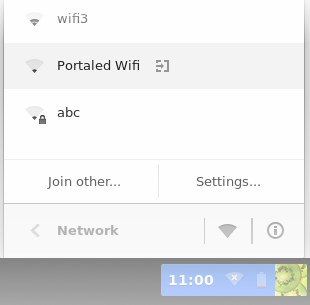 wifi3
Portaled Wifi
abc
Join other... Settings...
Network
11:00